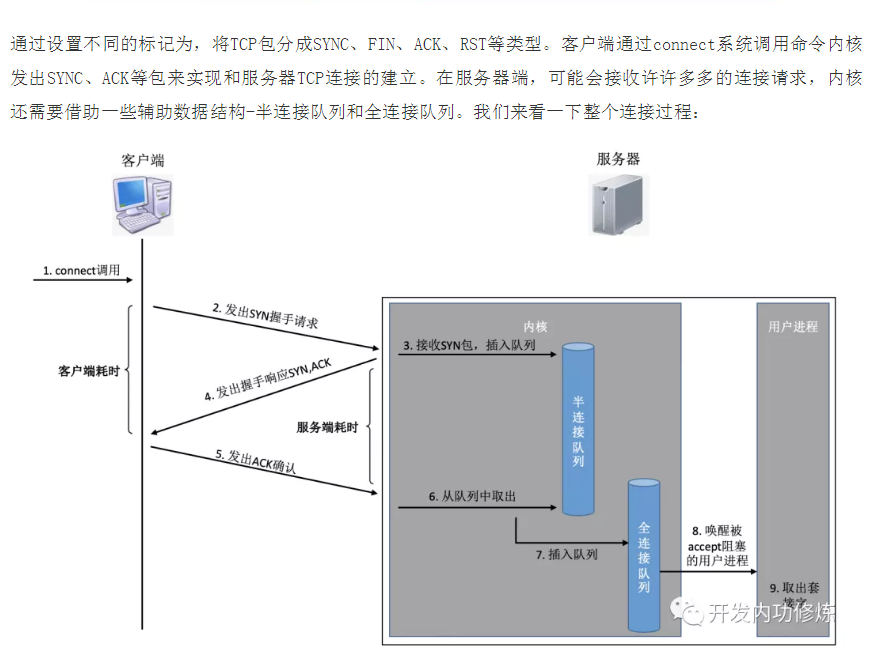 通过设置不同的标记为，将TCP包分成SYNC、FIN、ACK、RST等类型。客户端通过connect系统调用命令内核
发出SYNC、ACK等包来实现和服务器TCP连接的建立。在服务器端，可能会接收许许多多的连接请求，内核
还需要借助一些辅助数据结构-半连接队列和全连接队列。我们来看一下整个连接过程：
客户端
服务器
1. connect调用
2. 发出SYN握手请求
内核
用户进程
3. 接收SYN包，插入队列
客户端耗时
4. 发出握手响应SYN,ACK
半连接队列
服务端耗时
5. 发出ACK确认
6. 从队列中取出
全连接队列
7. 插入队列
8. 唤醒被
accept阻塞
的用户进程
9. 取出套
接字
开发内功修炼